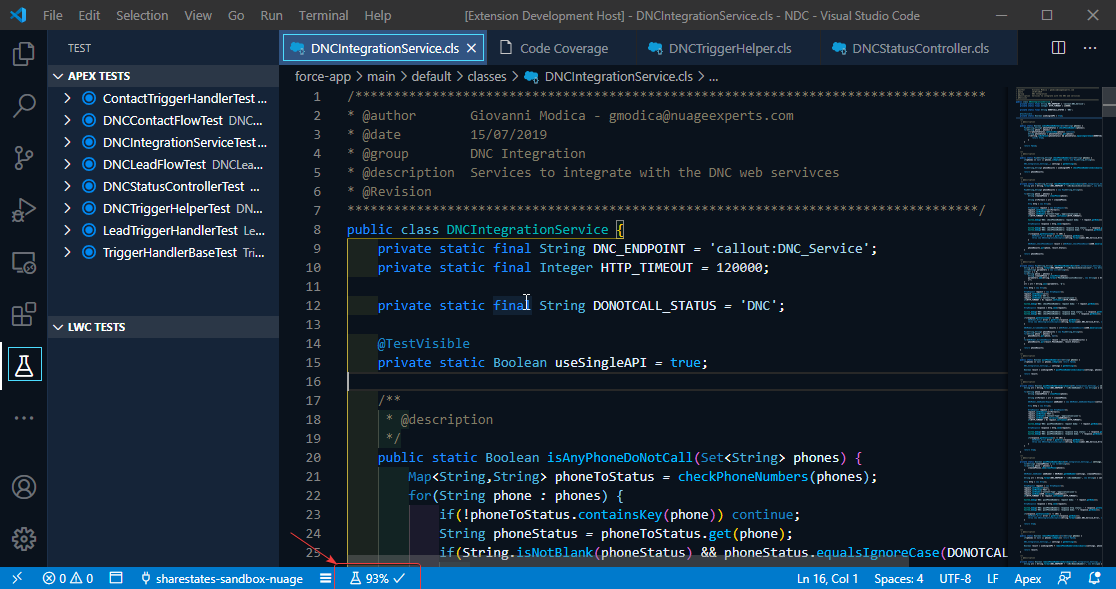 File Edit Selection View Go Run Terminal Help [Extension Development Host] - DNCIntegrationService.cls - NDC - Visual Studio Code
TEST
APEX TESTS
ContactTriggerHandlerTest ...
DNCContactFlowTest DNC...
DNCIntegrationServiceTest ...
DNCLeadFlowTest DNCLea...
DNCStatusControllerTest ...
DNCTriggerHelperTest DN...
LeadTriggerHandlerTest Le...
TriggerHandlerBaseTest Tri...
LWC TESTS
DNCIntegrationService.cls Code Coverage DNCTriggerHelper.cls DNCStatusController.cls
force-app > main > default > classes > DNCIntegrationService.cls > ...
1 /**********************************************************************************
2 * @author Giovanni Modica - gmodica@nuageexperts.com
3 * @date 15/07/2019
4 * @group DNC Integration
5 * @description Services to integrate with the DNC web servivces
6 * @Revision
7 **********************************************************************************/
8 public class DNCIntegrationService {
9 private static final String DNC_ENDPOINT = 'callout:DNC_Service';
10 private static final Integer HTTP_TIMEOUT = 120000;
11
12 private static final String DONOTCALL_STATUS = 'DNC';
13
14 @TestVisible
15 private static Boolean useSingleAPI = true;
16
17 /**
18 * @description
19 */
20 public static Boolean isAnyPhoneDoNotCall(Set<String> phones) {
21 Map<String,String> phoneToStatus = checkPhoneNumbers(phones);
22 for(String phone : phones) {
23 if(!phoneToStatus.containsKey(phone)) continue;
24 String phoneStatus = phoneToStatus.get(phone);
25 if(String.isNotBlank(phoneStatus) && phoneStatus.equalsIgnoreCase(DONOTCAL
0 0 sharestates-sandbox-nuage 93% Ln 16, Col 1 Spaces: 4 UTF-8 LF Apex